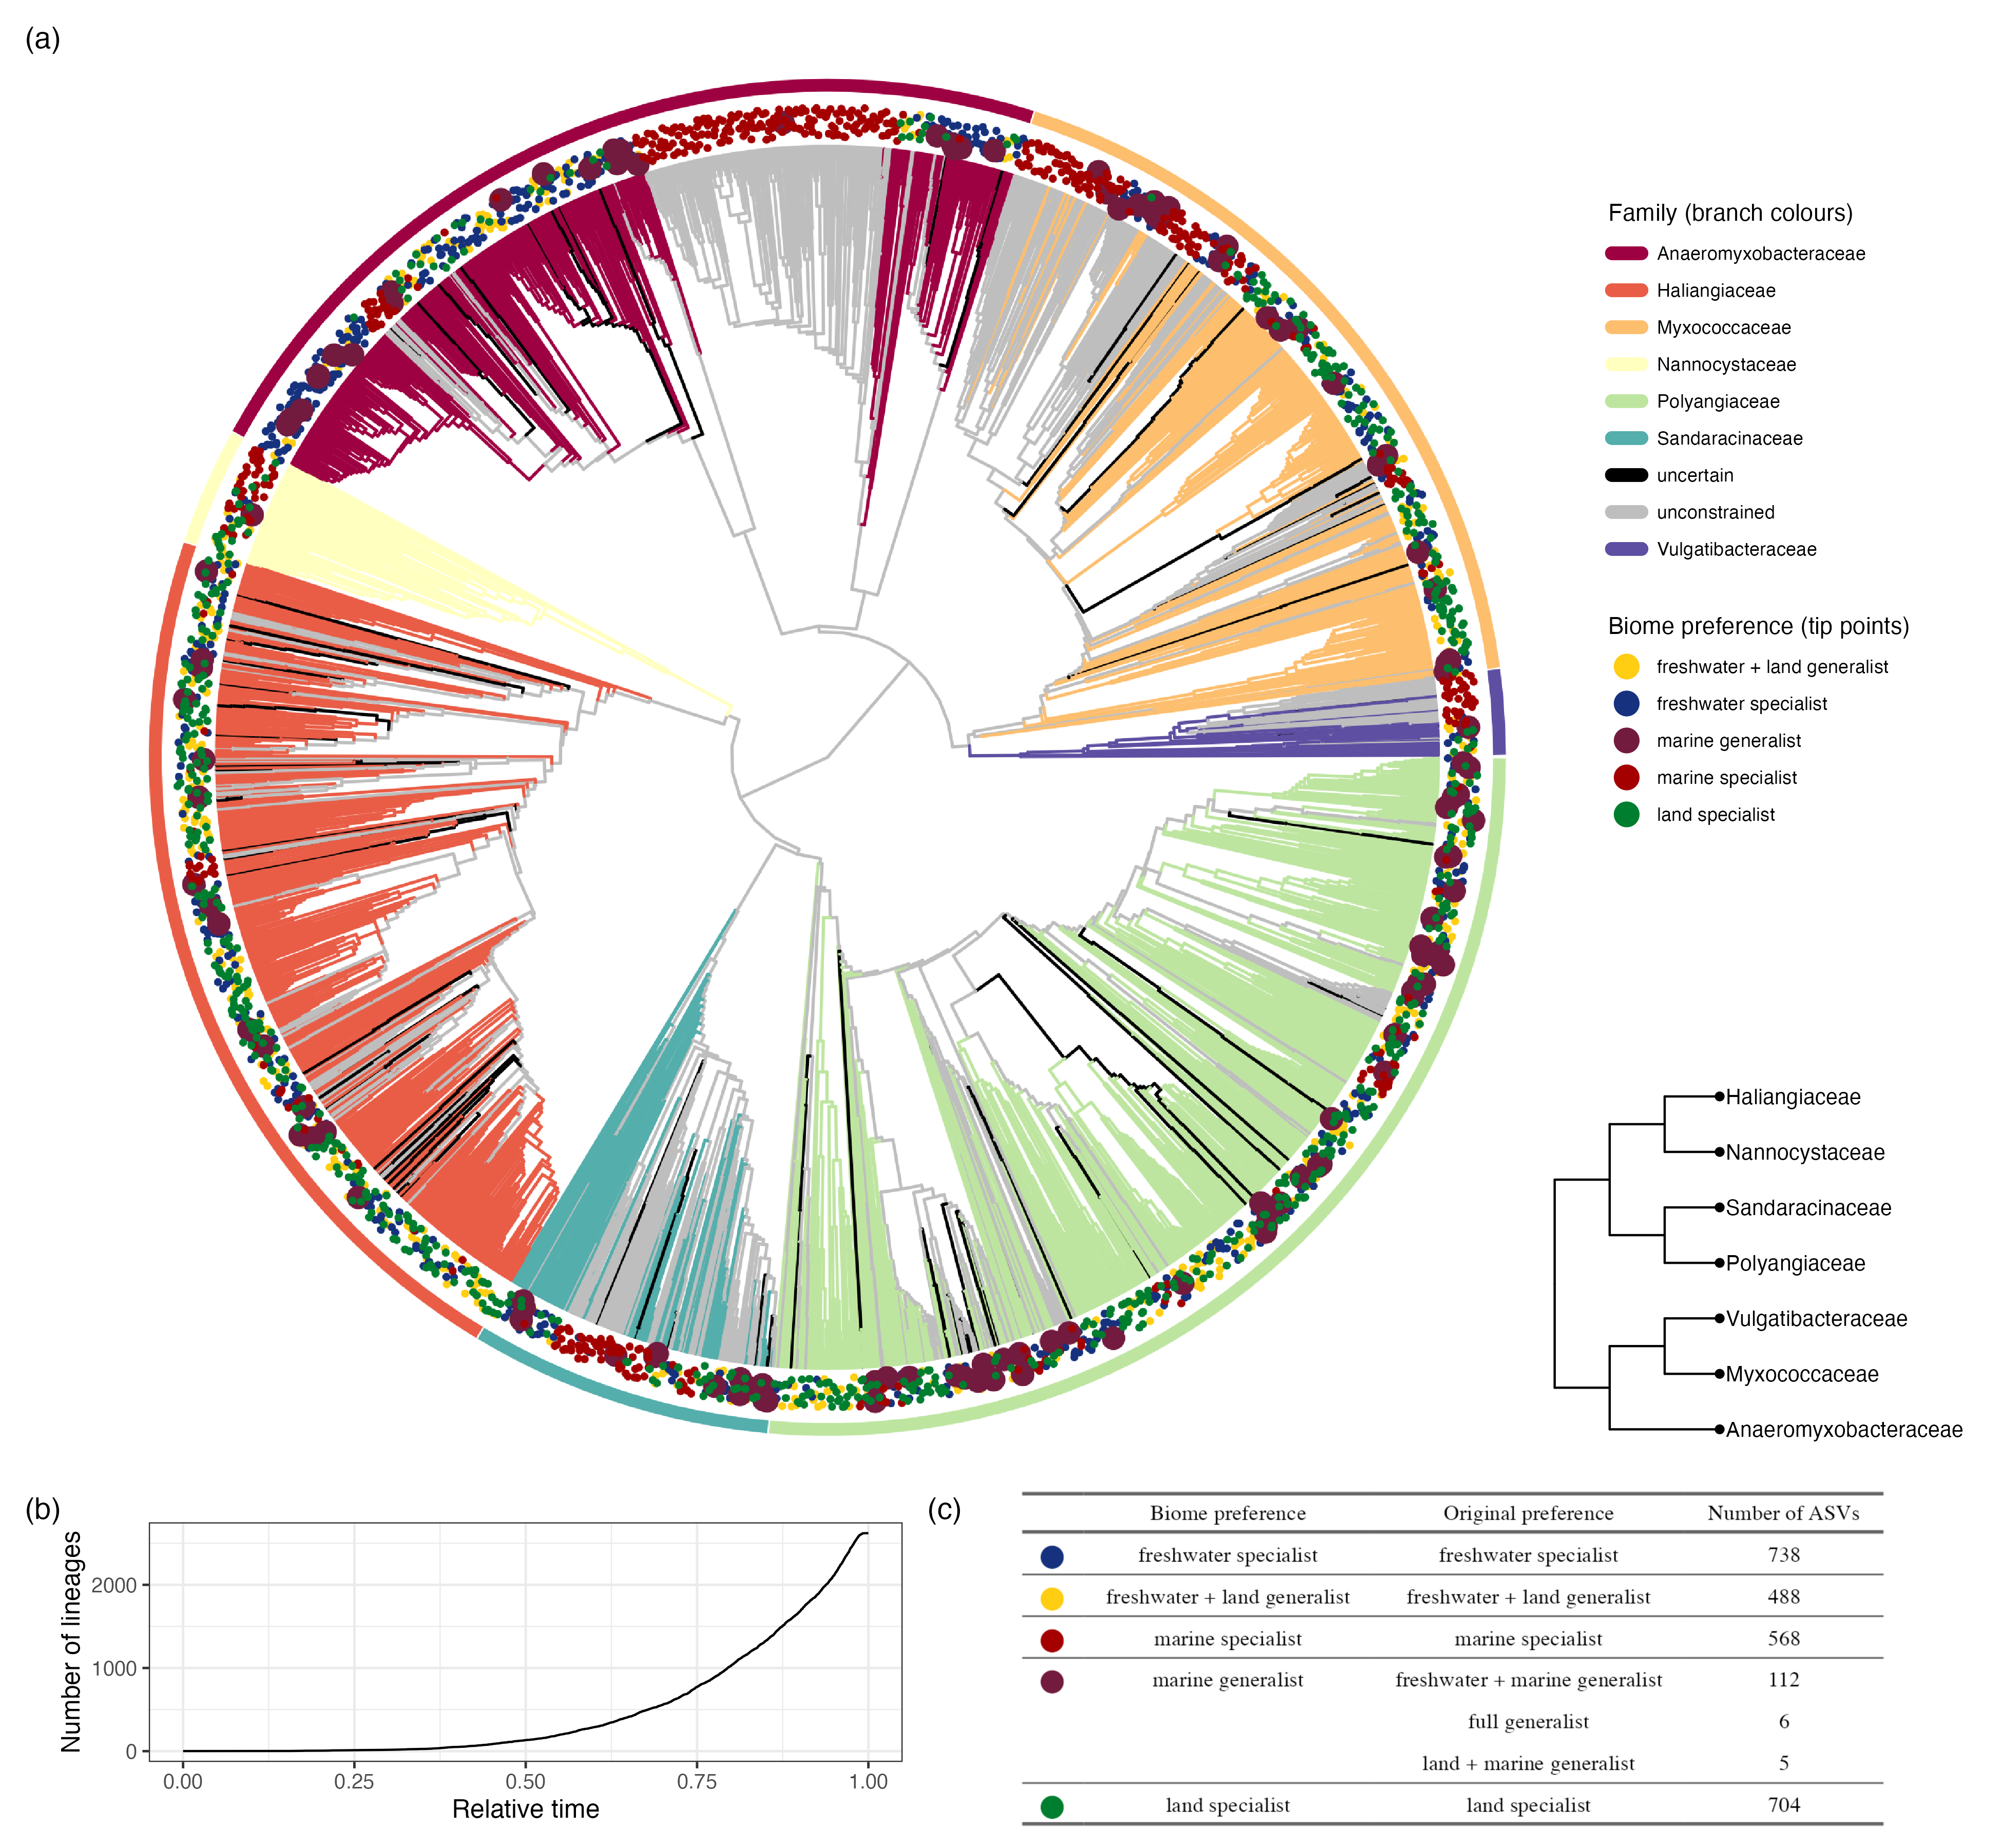 (a)
Family (branch colours)
Anaeromyxobacteraceae
Haliangiaceae
Myxococcaceae
Nannocystaceae
Polyangiaceae
Sandaracinaceae
uncertain
unconstrained
Vulgatibacteraceae
Biome preference (tip points)
freshwater + land generalist
freshwater specialist
marine generalist
marine specialist
land specialist
Haliangiaceae
Nannocystaceae
Sandaracinaceae
Polyangiaceae
Vulgatibacteraceae
Myxococcaceae
Anaeromyxobacteraceae
(b)
Number of lineages
2000
1000
0
0.00 0.25 0.50 0.75 1.00
Relative time
(c)
Biome preference Original preference Number of ASVs
freshwater specialist freshwater specialist 738
freshwater + land generalist freshwater + land generalist 488
marine specialist marine specialist 568
marine generalist freshwater + marine generalist 112
full generalist 6
land + marine generalist 5
land specialist land specialist 704